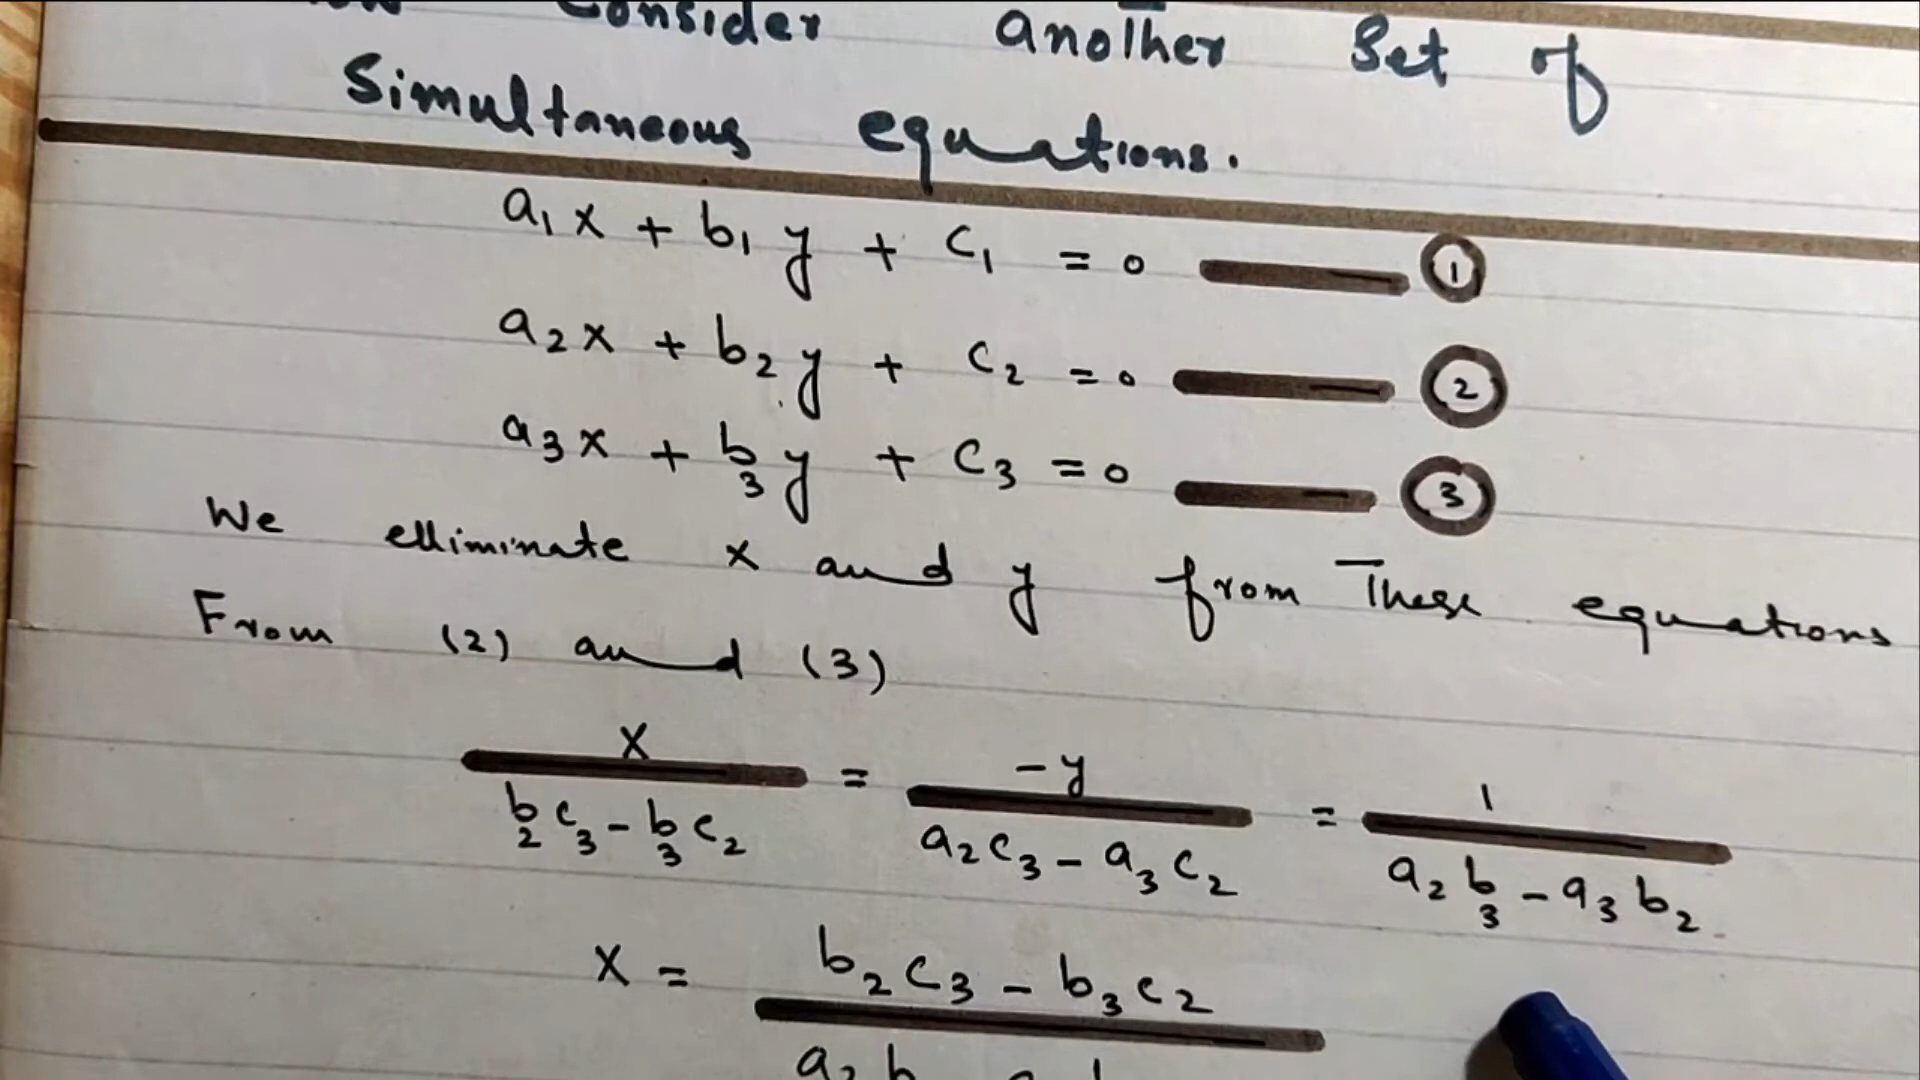 Consider another Set of
Simultaneous equations.
a₁x + b₁y + c₁ = 0 — ①
a₂x + b₂y + c₂ = 0 — ②
a₃x + b₃y + c₃ = 0 — ③
We elliminate x and y from These equations
From (2) and (3)
x / (b₂c₃ - b₃c₂) = -y / (a₂c₃ - a₃c₂) = 1 / (a₂b₃ - a₃b₂)
x = b₂c₃ - b₃c₂